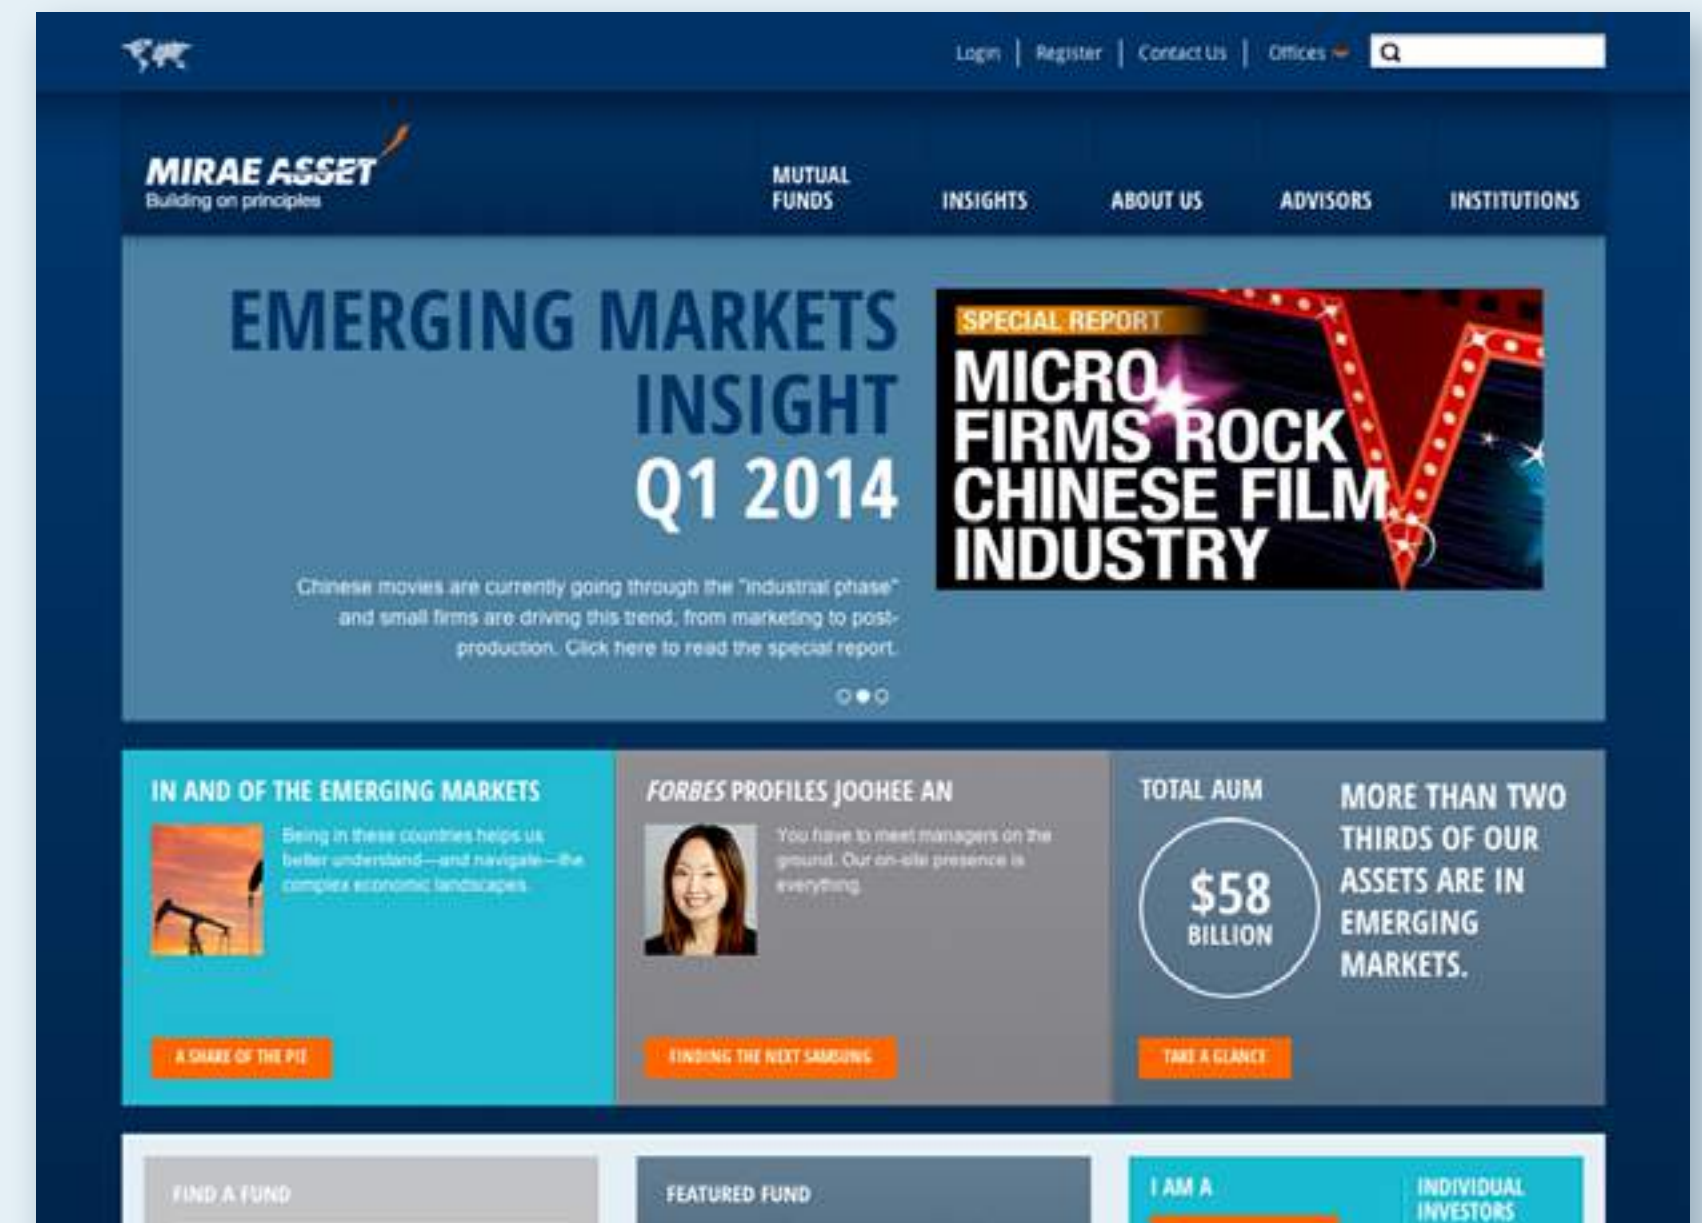 Login | Register | Contact Us | Offices
MIRAE ASSET
Building on principles
MUTUAL
FUNDS
INSIGHTS
ABOUT US
ADVISORS
INSTITUTIONS
EMERGING MARKETS
INSIGHT
Q1 2014
Chinese movies are currently going through the "industrial phase"
and small firms are driving this trend, from marketing to post-
production. Click here to read the special report.
SPECIAL REPORT
MICRO
FIRMS ROCK
CHINESE FILM
INDUSTRY
IN AND OF THE EMERGING MARKETS
Being in these countries helps us
better understand—and navigate—the
complex economic landscapes.
A SHARE OF THE PIE
FORBES PROFILES JOOHEE AN
You have to meet managers on the
ground. Our on-site presence is
everything.
FINDING THE NEXT SAMSUNG
TOTAL AUM
$58
BILLION
MORE THAN TWO
THIRDS OF OUR
ASSETS ARE IN
EMERGING
MARKETS.
TAKE A GLANCE
FIND A FUND
FEATURED FUND
I AM A
INDIVIDUAL
INVESTORS